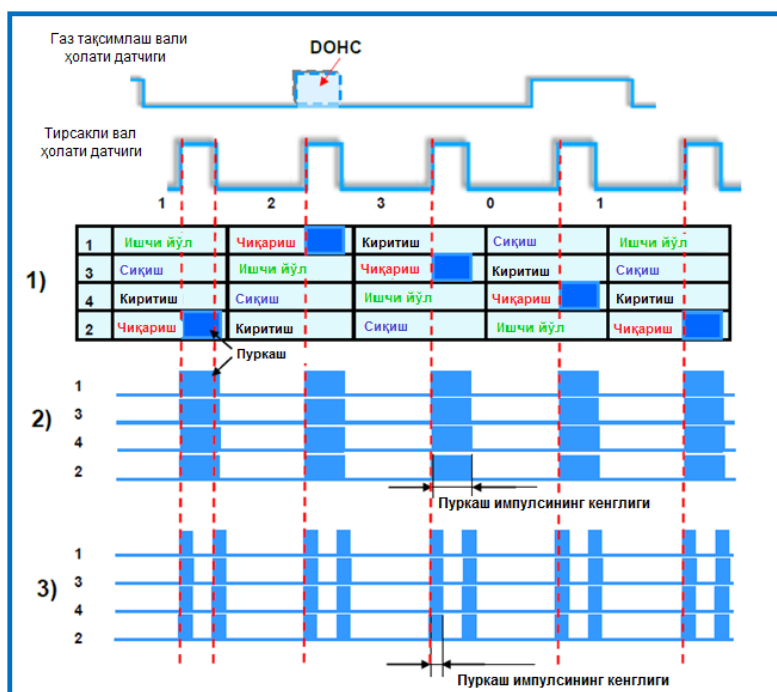 Газ тақсимлаш вали
ҳолати датчиги
DOHC
Тирсакли вал
ҳолати датчиги
1 2 3 0 1
1)
1 Ишчи йўл Чиқариш Киритиш Сиқиш Ишчи йўл
3 Сиқиш Ишчи йўл Чиқариш Киритиш Сиқиш
4 Киритиш Сиқиш Ишчи йўл Чиқариш Киритиш
2 Чиқариш Киритиш Сиқиш Ишчи йўл Чиқариш
Пуркаш
2)
1
3
4
2
Пуркаш импулсининг кенглиги
3)
1
3
4
2
Пуркаш импулсининг кенглиги